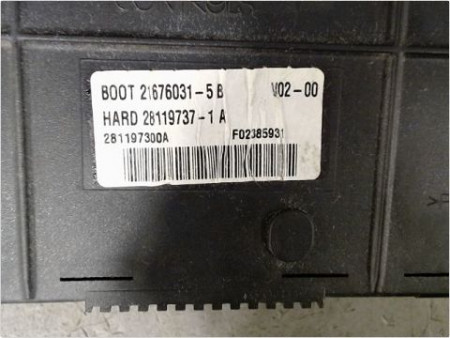 BOOT 21676031-5 B V02-00
HARD 28119737-1 A
281197300A F02385931